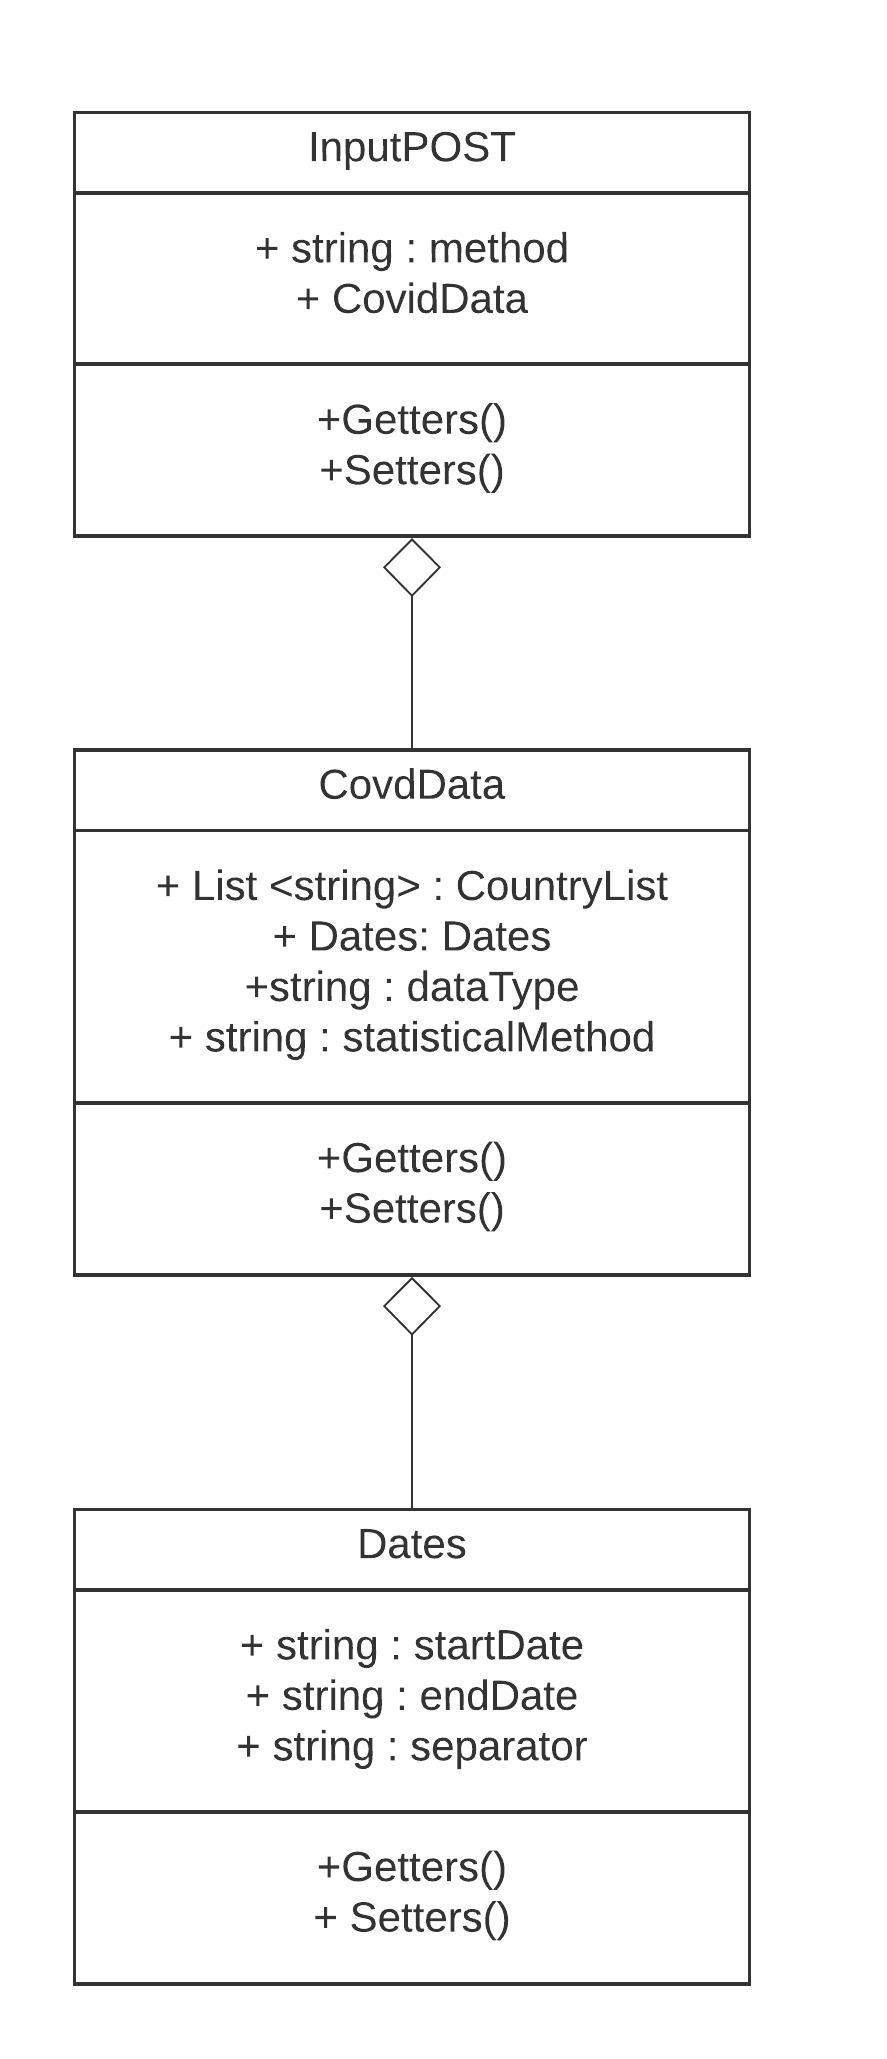 InputPOST
+ string : method
+ CovidData
+Getters()
+Setters()
CovdData
+ List <string> : CountryList
+ Dates: Dates
+string : dataType
+ string : statisticalMethod
+Getters()
+Setters()
Dates
+ string : startDate
+ string : endDate
+ string : separator
+Getters()
+ Setters()